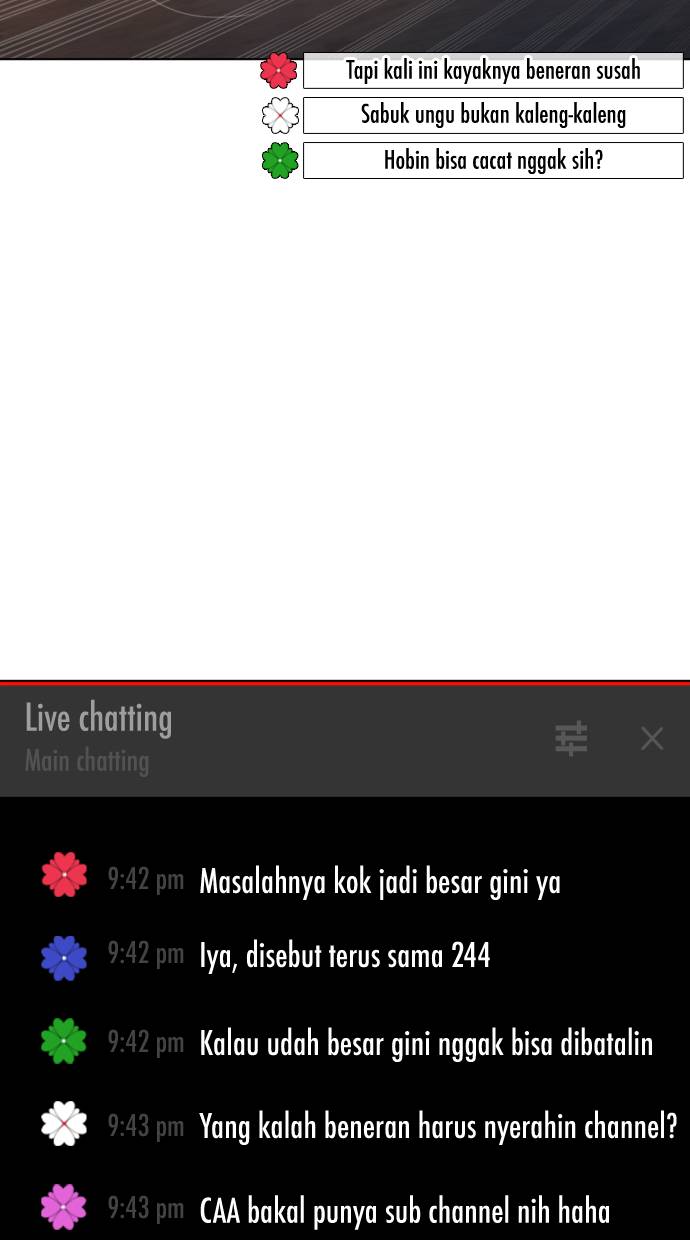 Tapi kali ini kayaknya beneran susah
Sabuk ungu bukan kaleng-kaleng
Hobin bisa cacat nggak sih?
Live chatting
Main chatting
9:42 pm Masalahnya kok jadi besar gini ya
9:42 pm Iya, disebut terus sama 244
9:42 pm Kalau udah besar gini nggak bisa dibatalin
9:43 pm Yang kalah beneran harus nyerahin channel?
9:43 pm CAA bakal punya sub channel nih haha